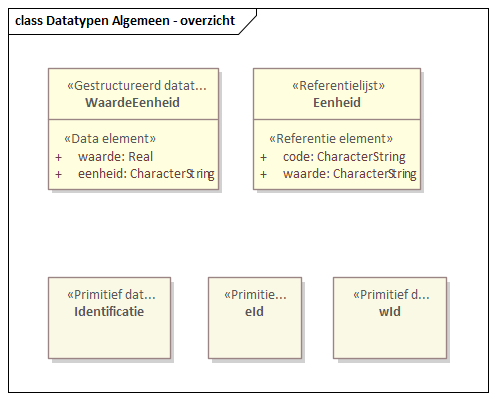 class Datatypen Algemeen - overzicht
«Gestructureerd datat...
WaardeEenheid
«Data element»
+ waarde: Real
+ eenheid: CharacterString
«Referentielijst»
Eenheid
«Referentie element»
+ code: CharacterString
+ waarde: CharacterString
«Primitief dat...
Identificatie
«Primitie...
eId
«Primitief d...
wId